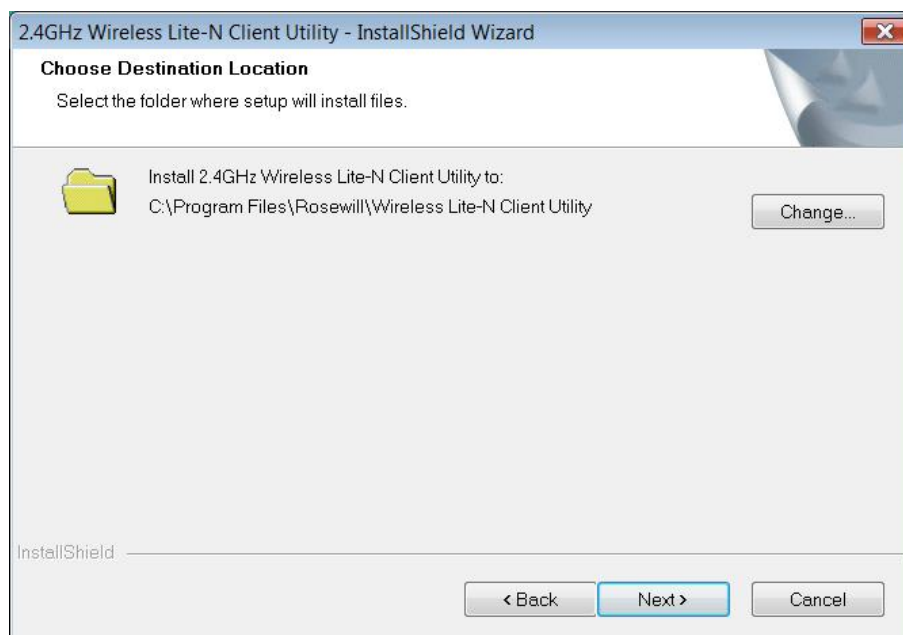 2.4GHz Wireless Lite-N Client Utility - InstallShield Wizard
Choose Destination Location
Select the folder where setup will install files.
Install 2.4GHz Wireless Lite-N Client Utility to:
C:\Program Files\Rosewill\Wireless Lite-N Client Utility
Change...
InstallShield
< Back
Next >
Cancel